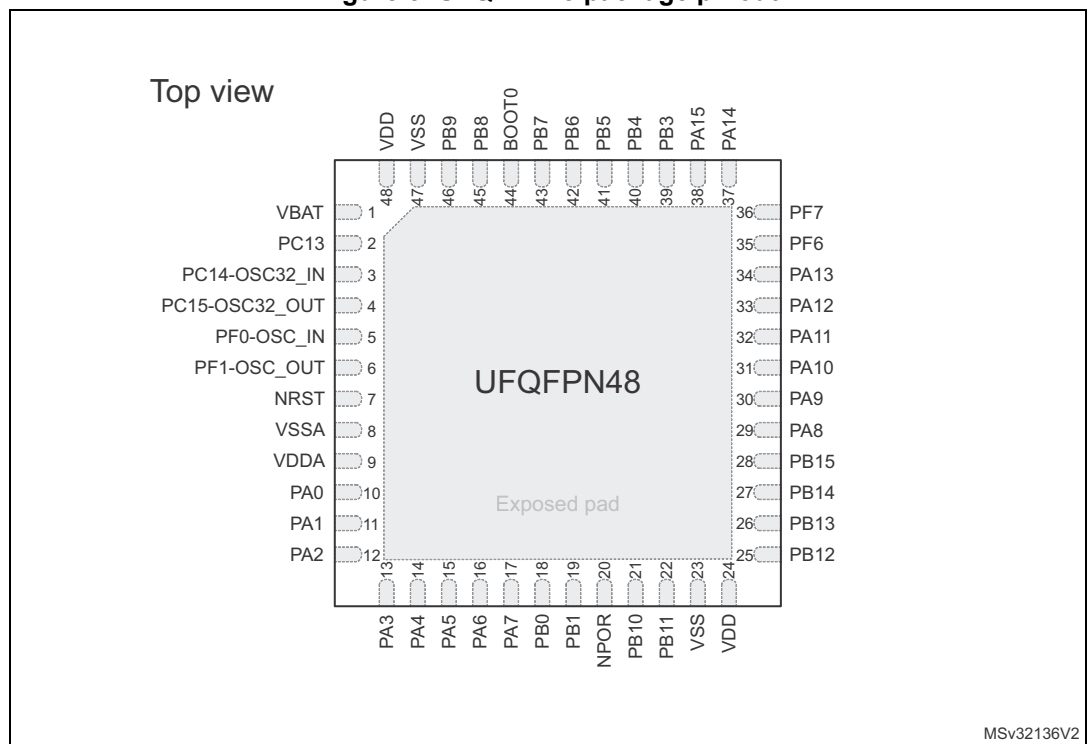 Top view
VDD
VSS
PB9
PB8
BOOT0
PB7
PB6
PB5
PB4
PB3
PA15
PA14
48
47
46
45
44
43
42
41
40
39
38
37
VBAT 1
PC13 2
PC14-OSC32_IN 3
PC15-OSC32_OUT 4
PF0-OSC_IN 5
PF1-OSC_OUT 6
NRST 7
VSSA 8
VDDA 9
PA0 10
PA1 11
PA2 12
36 PF7
35 PF6
34 PA13
33 PA12
32 PA11
31 PA10
30 PA9
29 PA8
28 PB15
27 PB14
26 PB13
25 PB12
UFQFPN48
Exposed pad
13
14
15
16
17
18
19
20
21
22
23
24
PA3
PA4
PA5
PA6
PA7
PB0
PB1
NPOR
PB10
PB11
VSS
VDD
MSv32136V2